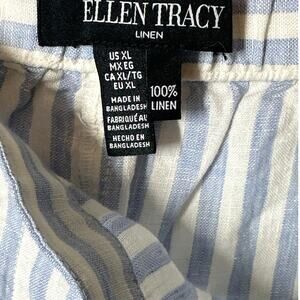 ELLEN TRACY
LINEN
US XL
MX EG
CA XL/TG
EU XL
MADE IN
BANGLADESH
FABRIQUÉ AU
BANGLADESH
HECHO EN
BANGLADESH
100%
LINEN